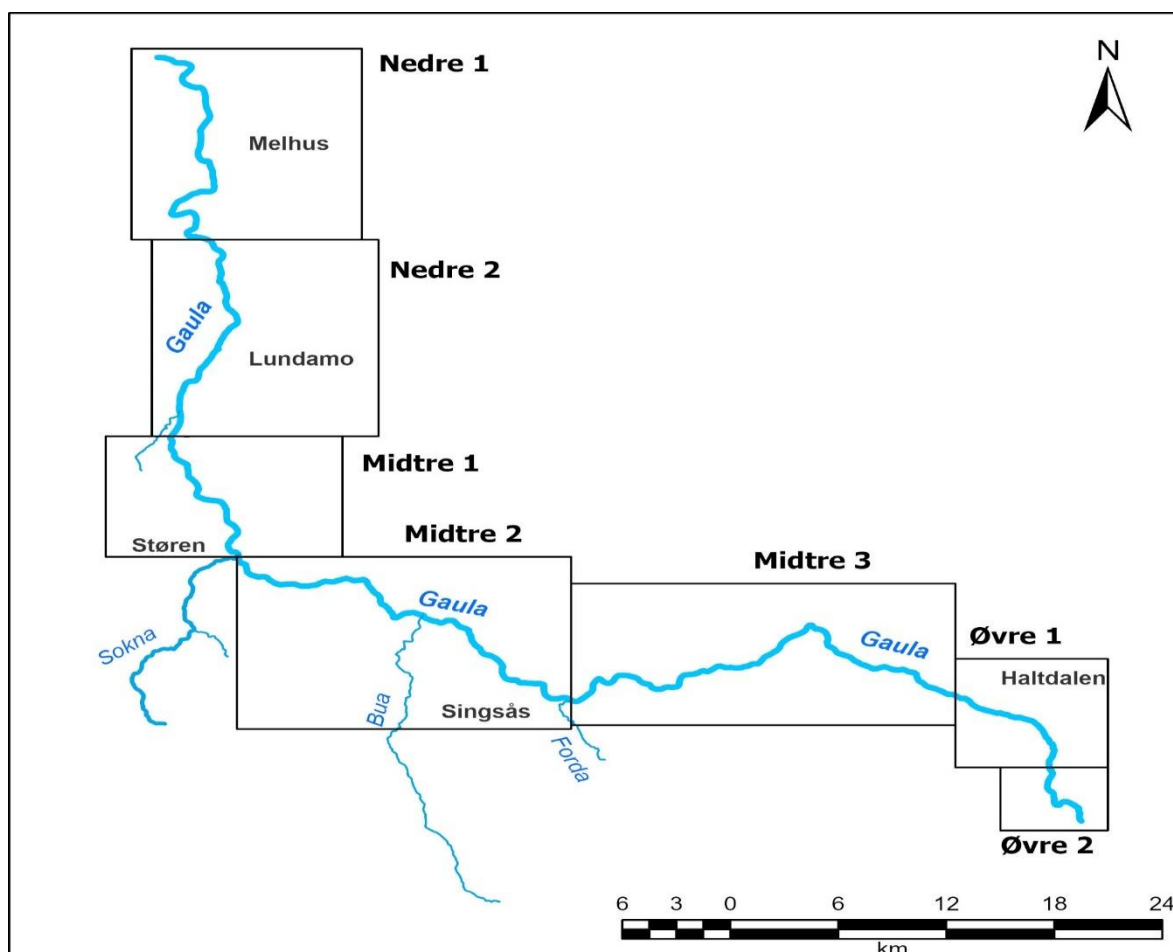 Nedre 1
N
Melhus
Nedre 2
Gaula
Lundamo
Midtre 1
Støren
Midtre 2
Midtre 3
Gaula
Gaula
Sokna
Øvre 1
Haltdalen
Bua
Singsås
Forda
Øvre 2
6 3 0 6 12 18 24
km